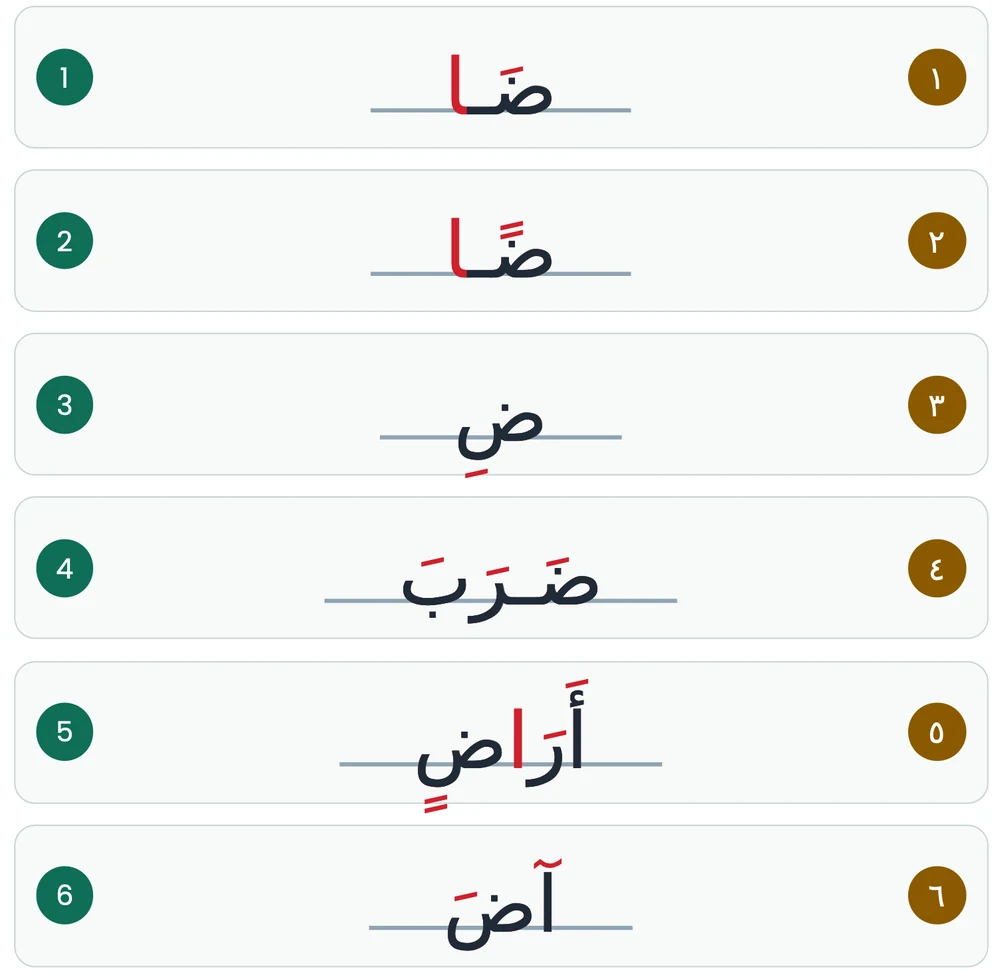 1 ضَـا ١
2 ضًـا ٢
3 ضِ ٣
4 ضَـرَبَ ٤
5 أَرَاضٍ ٥
6 آضَ ٦